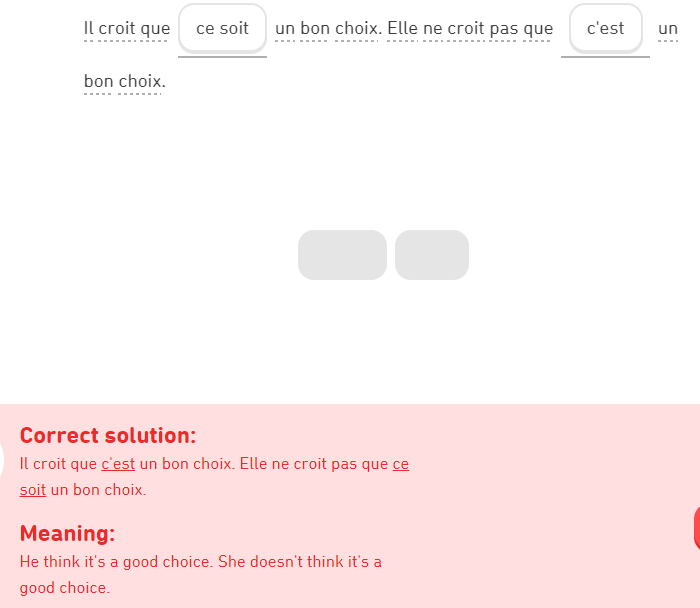 Il croit que ce soit un bon choix. Elle ne croit pas que c'est un
bon choix.
Correct solution:
Il croit que c'est un bon choix. Elle ne croit pas que ce
soit un bon choix.
Meaning:
He think it's a good choice. She doesn't think it's a
good choice.